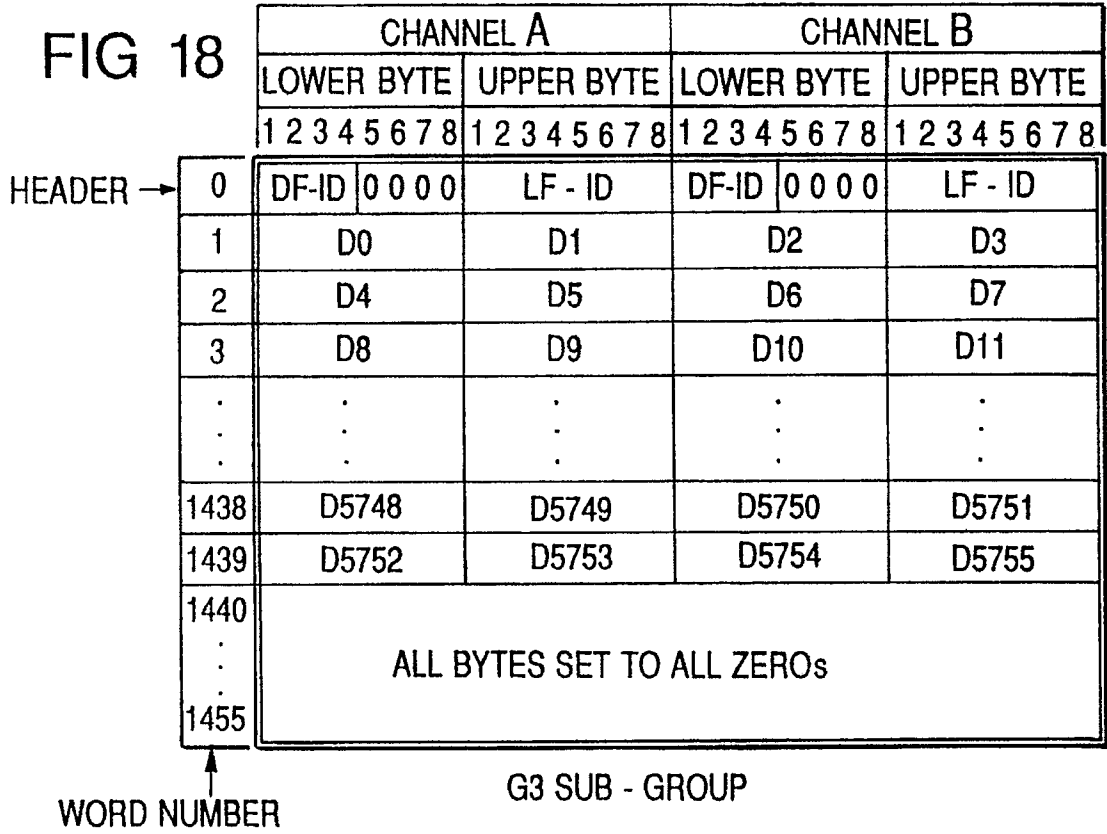 FIG 18
CHANNEL A CHANNEL B
LOWER BYTE UPPER BYTE LOWER BYTE UPPER BYTE
1 2 3 4 5 6 7 8 1 2 3 4 5 6 7 8 1 2 3 4 5 6 7 8 1 2 3 4 5 6 7 8
HEADER 0 DF-ID 0 0 0 0 LF - ID DF-ID 0 0 0 0 LF - ID
1 D0 D1 D2 D3
2 D4 D5 D6 D7
3 D8 D9 D10 D11
. . . . .
. . . . .
. . . . .
1438 D5748 D5749 D5750 D5751
1439 D5752 D5753 D5754 D5755
1440
.
.
.
ALL BYTES SET TO ALL ZEROs
1455
G3 SUB - GROUP
WORD NUMBER